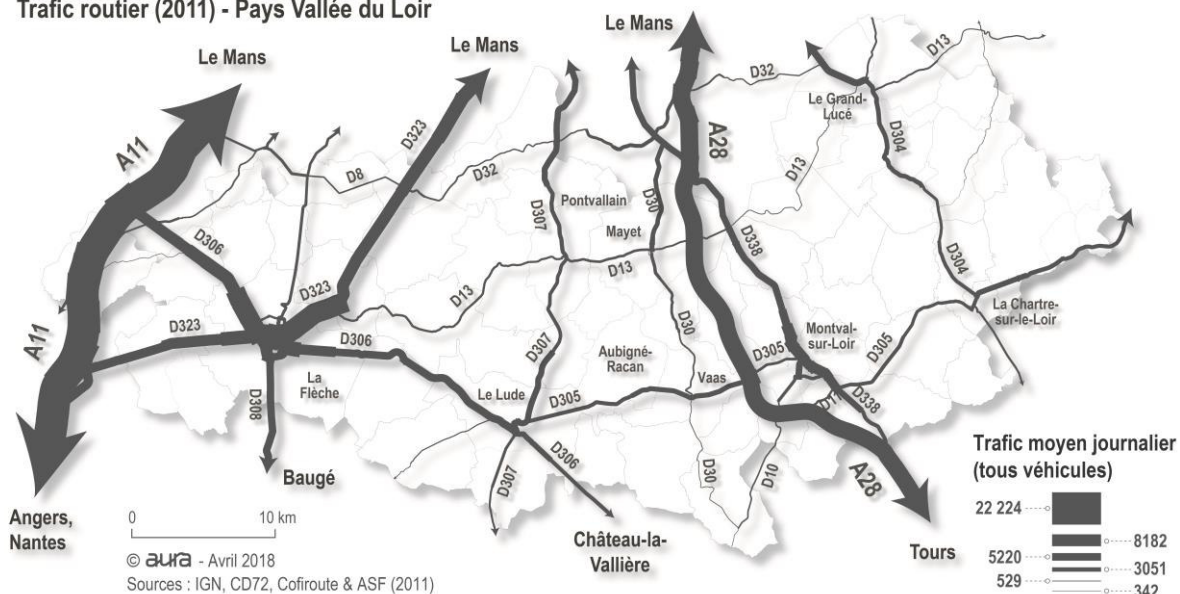 Trafic routier (2011) - Pays Vallée du Loir
Le Mans
Le Mans
Le Mans
D13
D32
Le Grand-
Lucé
A11
D323
A28
D304
D8
D32
D13
Pontvallain
D30
D307
Mayet
D306
D338
D13
D304
D323
D13
La Chartre-
sur-le-Loir
A11
D323
D306
D307
D30
Montval-
sur-Loir
D305
D305
Aubigné-
Racan
Vaas
La
Flèche
Le Lude
D305
D308
D11
D338
D306
D307
D30
D10
A28
Baugé
Angers,
Nantes
Château-la-
Vallière
Tours
0 10 km
© aura - Avril 2018
Sources : IGN, CD72, Cofiroute & ASF (2011)
Trafic moyen journalier
(tous véhicules)
22 224
8182
5220
3051
529
342